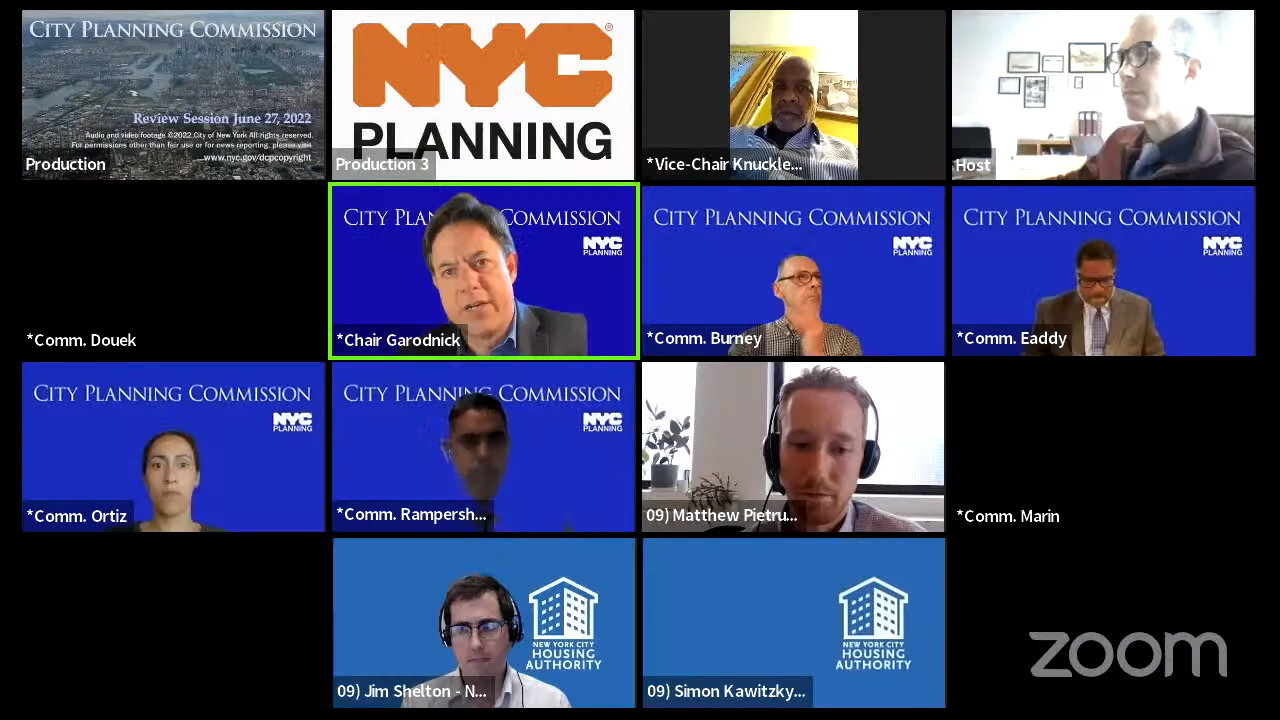 CITY PLANNING COMMISSION
Review Session June 27, 2022
Audio and video footage ©2022 City of New York All rights reserved.
For permissions other than fair use or for news reporting, please visit
www.nyc.gov/dcpcopyright
Production
NYC®
PLANNING
Production 3
*Vice-Chair Knuckle...
Host
*Comm. Douek
CITY PLANNING COMMISSION
NYC
PLANNING
*Chair Garodnick
CITY PLANNING COMMISSION
NYC
PLANNING
*Comm. Burney
CITY PLANNING COMMISSION
NYC
PLANNING
*Comm. Eaddy
CITY PLANNING COMMISSION
NYC
PLANNING
*Comm. Ortiz
CITY PLANNING COMMISSION
NYC
PLANNING
*Comm. Rampersh...
09) Matthew Pietru...
*Comm. Marin
NEW YORK CITY
HOUSING
AUTHORITY
09) Jim Shelton - N...
NEW YORK CITY
HOUSING
AUTHORITY
09) Simon Kawitzky...
zoom